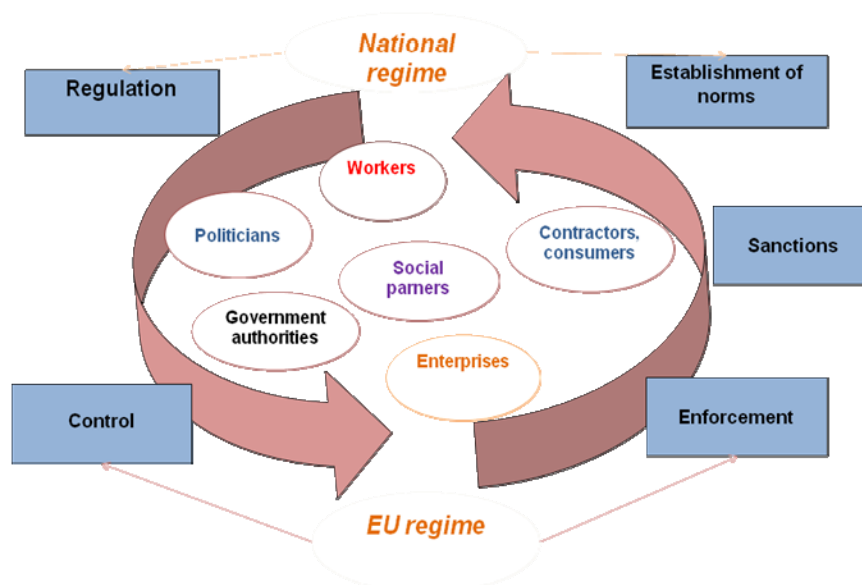 National
regime
Regulation
Establishment of
norms
Workers
Politicians
Contractors,
consumers
Sanctions
Social
parners
Government
authorities
Enterprises
Control
Enforcement
EU regime